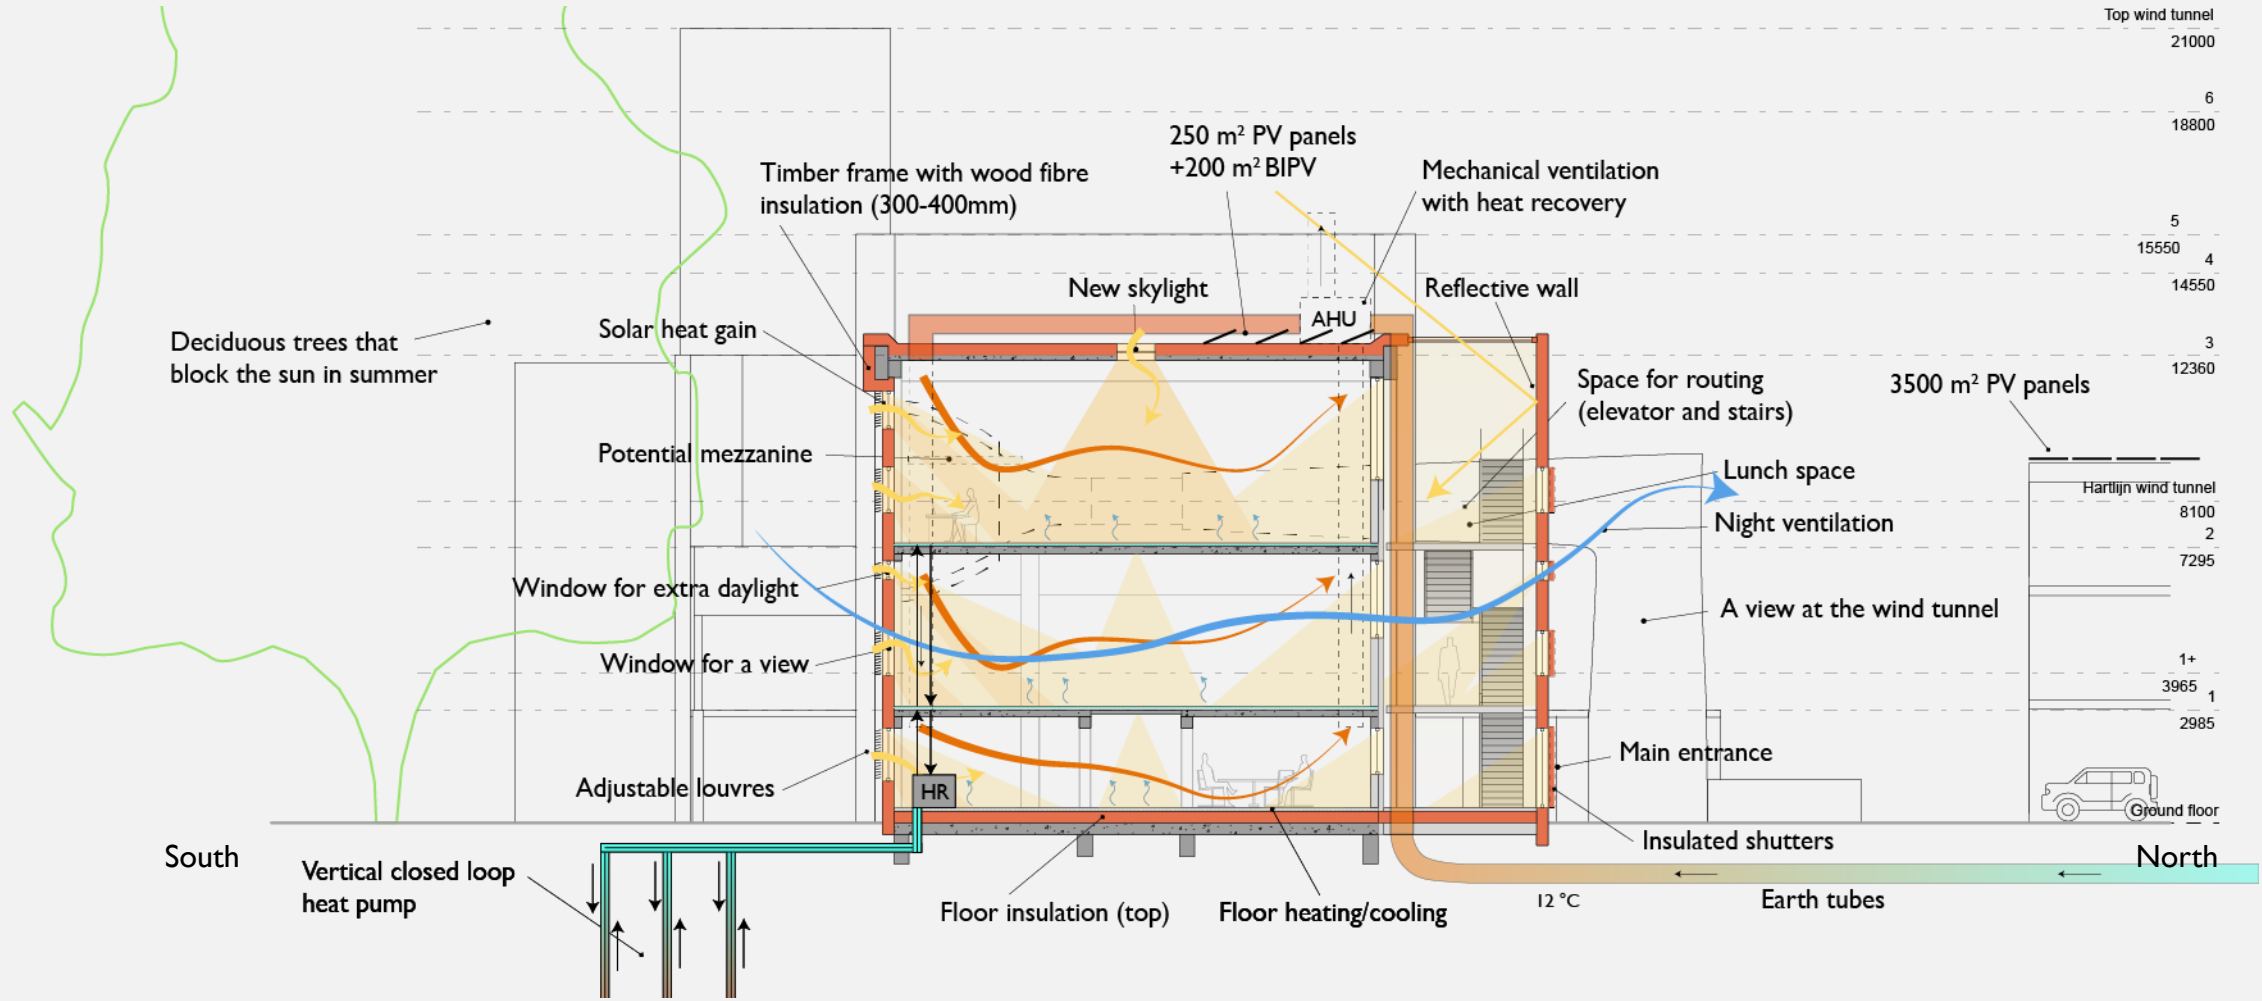 Top wind tunnel
21000
6
18800
250 m² PV panels
+200 m² BIPV
Timber frame with wood fibre
insulation (300-400mm)
Mechanical ventilation
with heat recovery
5
15550
4
14550
New skylight
Reflective wall
AHU
Solar heat gain
Deciduous trees that
block the sun in summer
3
12360
Space for routing
(elevator and stairs)
3500 m² PV panels
Potential mezzanine
Lunch space
Hartlijn wind tunnel
8100
2
7295
Night ventilation
Window for extra daylight
A view at the wind tunnel
Window for a view
1+
3965
1
2985
Main entrance
Adjustable louvres
HR
Ground floor
Insulated shutters
South
North
Vertical closed loop
heat pump
Floor insulation (top)
Floor heating/cooling
12 °C
Earth tubes